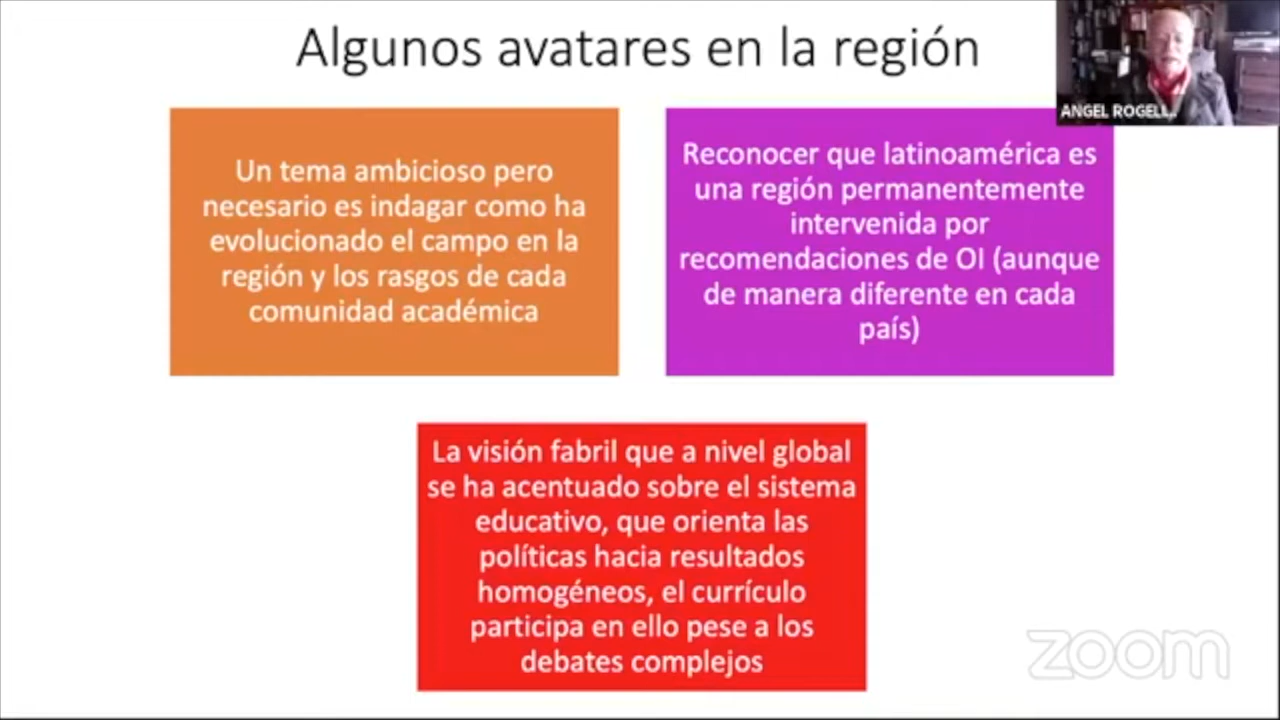 Algunos avatares en la región
ANGEL ROGELL...
Un tema ambicioso pero
necesario es indagar como ha
evolucionado el campo en la
región y los rasgos de cada
comunidad académica
Reconocer que latinoamérica es
una región permanentemente
intervenida por
recomendaciones de OI (aunque
de manera diferente en cada
país)
La visión fabril que a nivel global
se ha acentuado sobre el sistema
educativo, que orienta las
políticas hacia resultados
homogéneos, el currículo
participa en ello pese a los
debates complejos
zoom